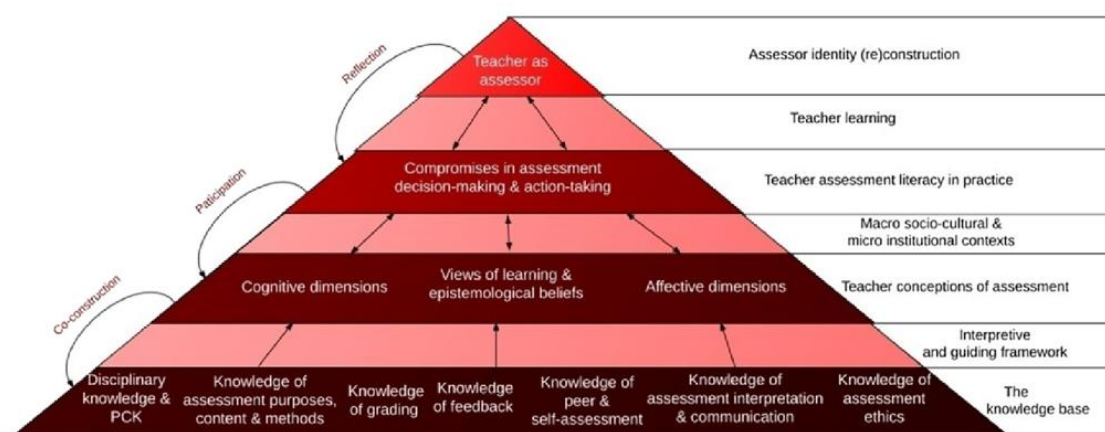 Reflection
Teacher as
assessor
Assessor identity (re)construction
Teacher learning
Paticipation
Compromises in assessment
decision-making & action-taking
Teacher assessment literacy in practice
Macro socio-cultural &
micro institutional contexts
Co-construction
Cognitive dimensions
Views of learning &
epistemological beliefs
Affective dimensions
Teacher conceptions of assessment
Interpretive
and guiding framework
Disciplinary
knowledge &
PCK
Knowledge of
assessment purposes,
content & methods
Knowledge
of grading
Knowledge
of feedback
Knowledge of
peer &
self-assessment
Knowledge of
assessment interpretation
& communication
Knowledge of
assessment
ethics
The
knowledge base